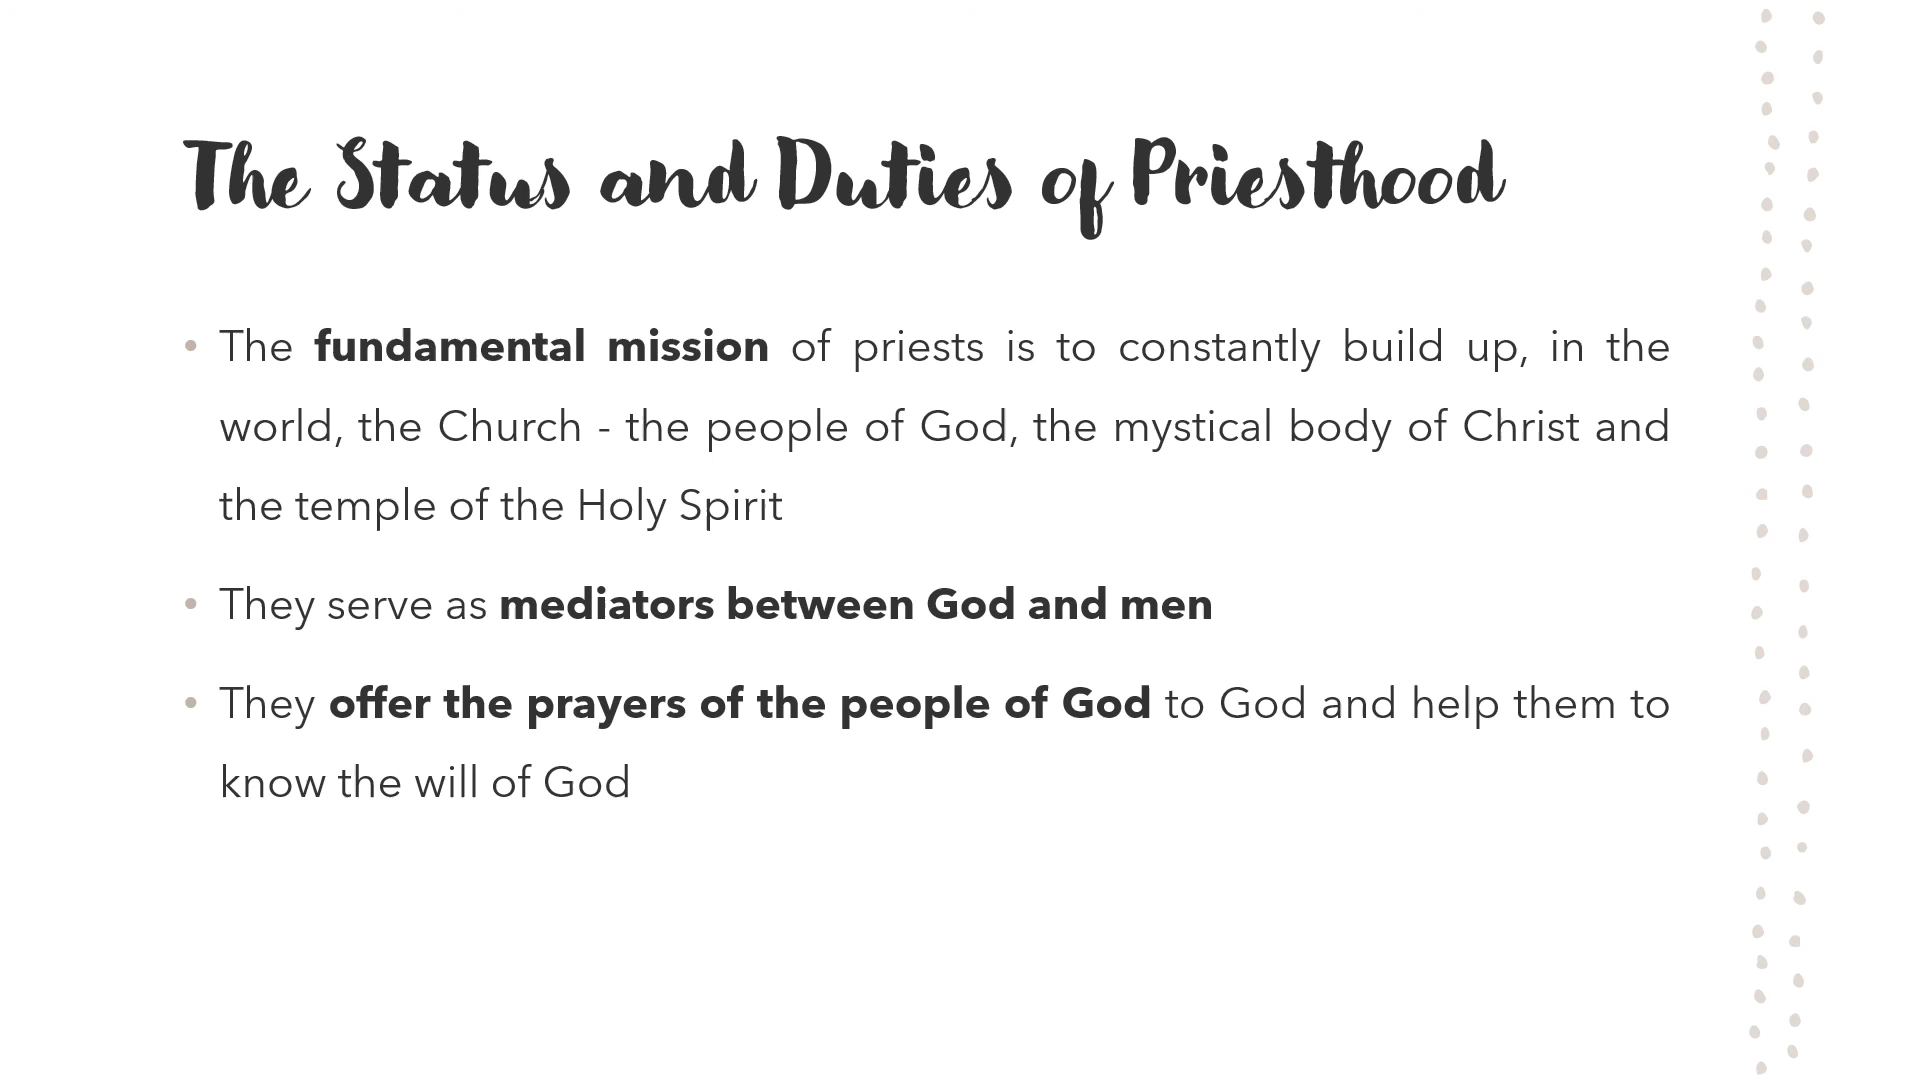 The Status and Duties of Priesthood
• The fundamental mission of priests is to constantly build up, in the
world, the Church - the people of God, the mystical body of Christ and
the temple of the Holy Spirit
• They serve as mediators between God and men
• They offer the prayers of the people of God to God and help them to
know the will of God